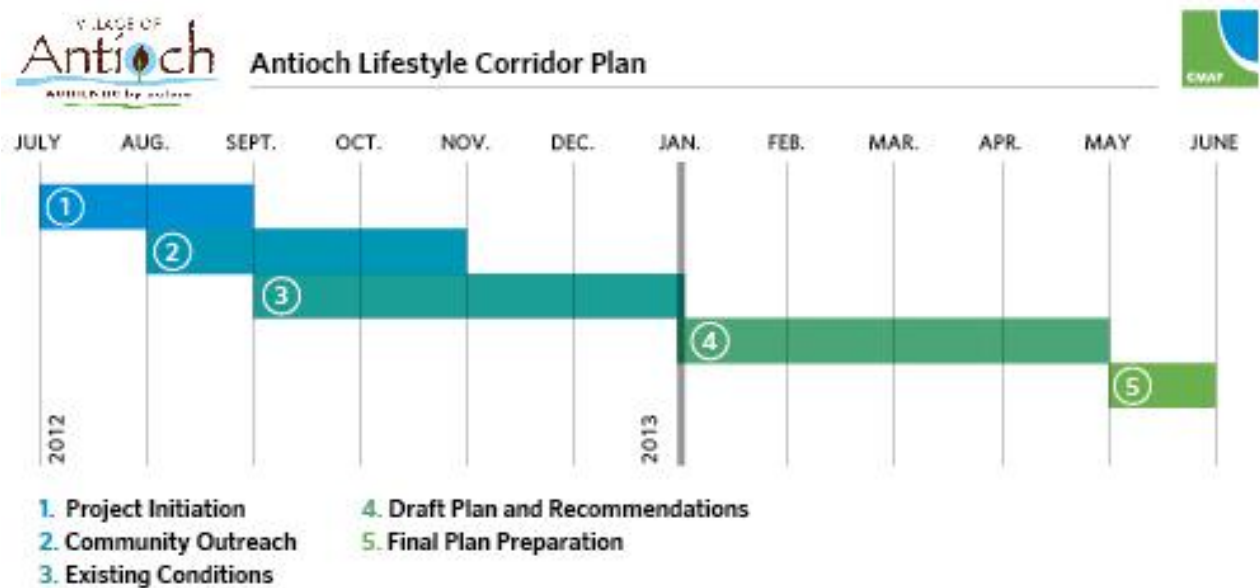 VILLAGE OF
Antioch
Antioch Lifestyle Corridor Plan
CMAP
JULY AUG. SEPT. OCT. NOV. DEC. JAN. FEB. MAR. APR. MAY JUNE
1
2
3
4
5
2012
2013
1. Project Initiation
2. Community Outreach
3. Existing Conditions
4. Draft Plan and Recommendations
5. Final Plan Preparation